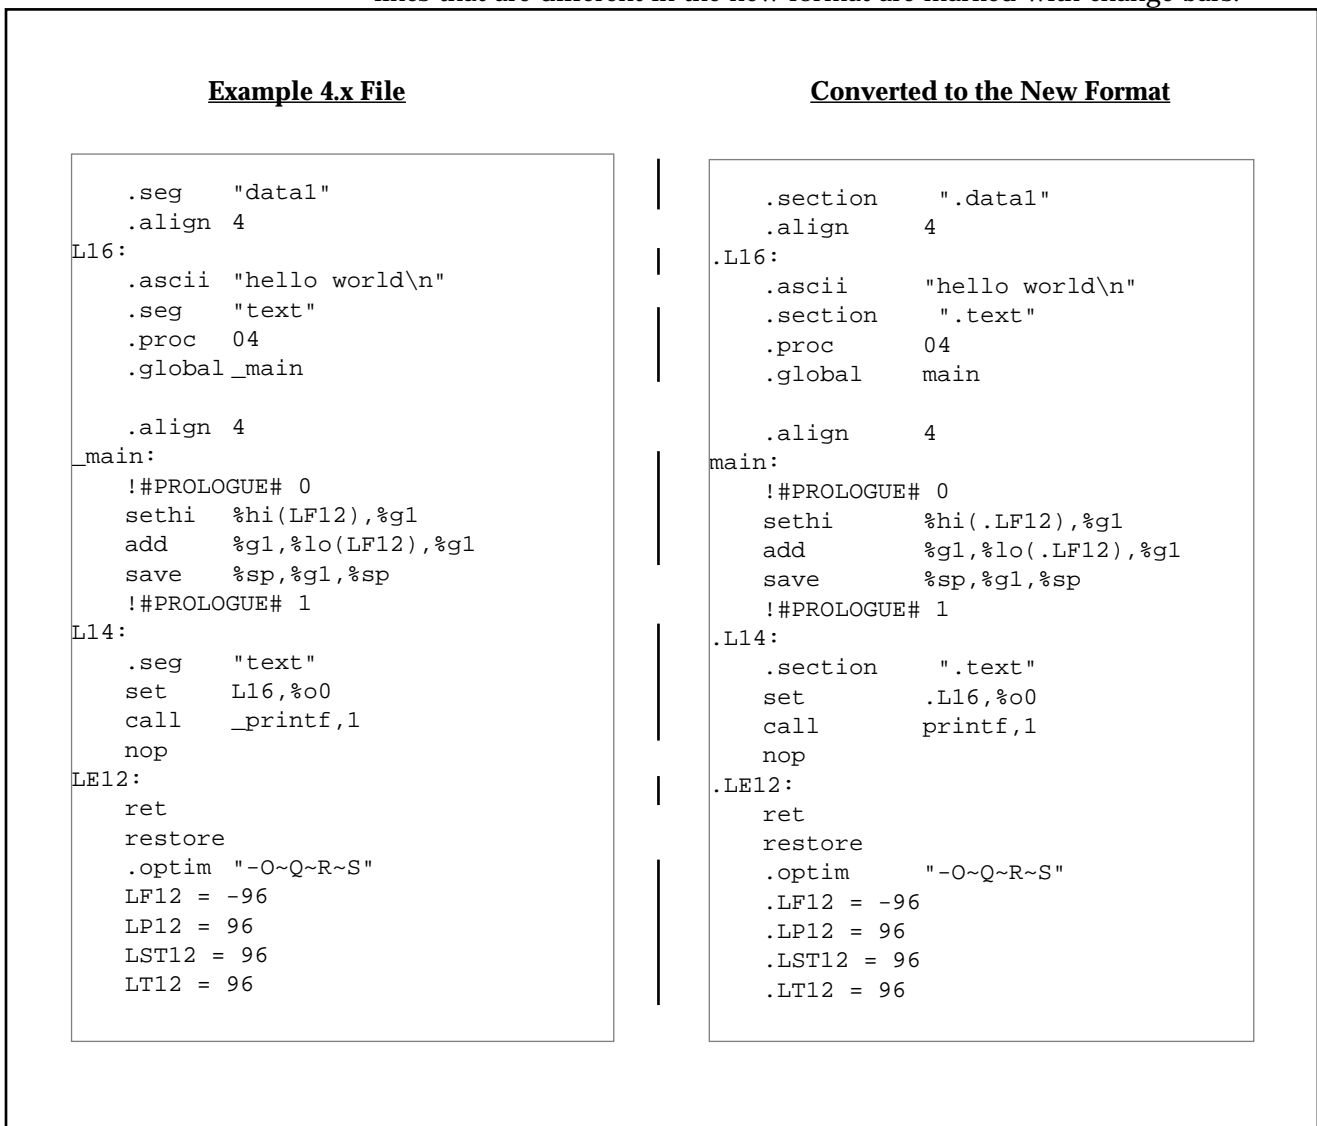 lines that are different in the new format are marked with change bars.
Example 4.x File
.seg "data1"
.align 4
L16:
.ascii "hello world\n"
.seg "text"
.proc 04
.global _main
.align 4
_main:
!#PROLOGUE# 0
sethi %hi(LF12),%g1
add %g1,%lo(LF12),%g1
save %sp,%g1,%sp
!#PROLOGUE# 1
L14:
.seg "text"
set L16,%o0
call _printf,1
nop
LE12:
ret
restore
.optim "-O~Q~R~S"
LF12 = -96
LP12 = 96
LST12 = 96
LT12 = 96
Converted to the New Format
.section ".data1"
.align 4
.L16:
.ascii "hello world\n"
.section ".text"
.proc 04
.global main
.align 4
main:
!#PROLOGUE# 0
sethi %hi(.LF12),%g1
add %g1,%lo(.LF12),%g1
save %sp,%g1,%sp
!#PROLOGUE# 1
.L14:
.section ".text"
set .L16,%o0
call printf,1
nop
.LE12:
ret
restore
.optim "-O~Q~R~S"
.LF12 = -96
.LP12 = 96
.LST12 = 96
.LT12 = 96